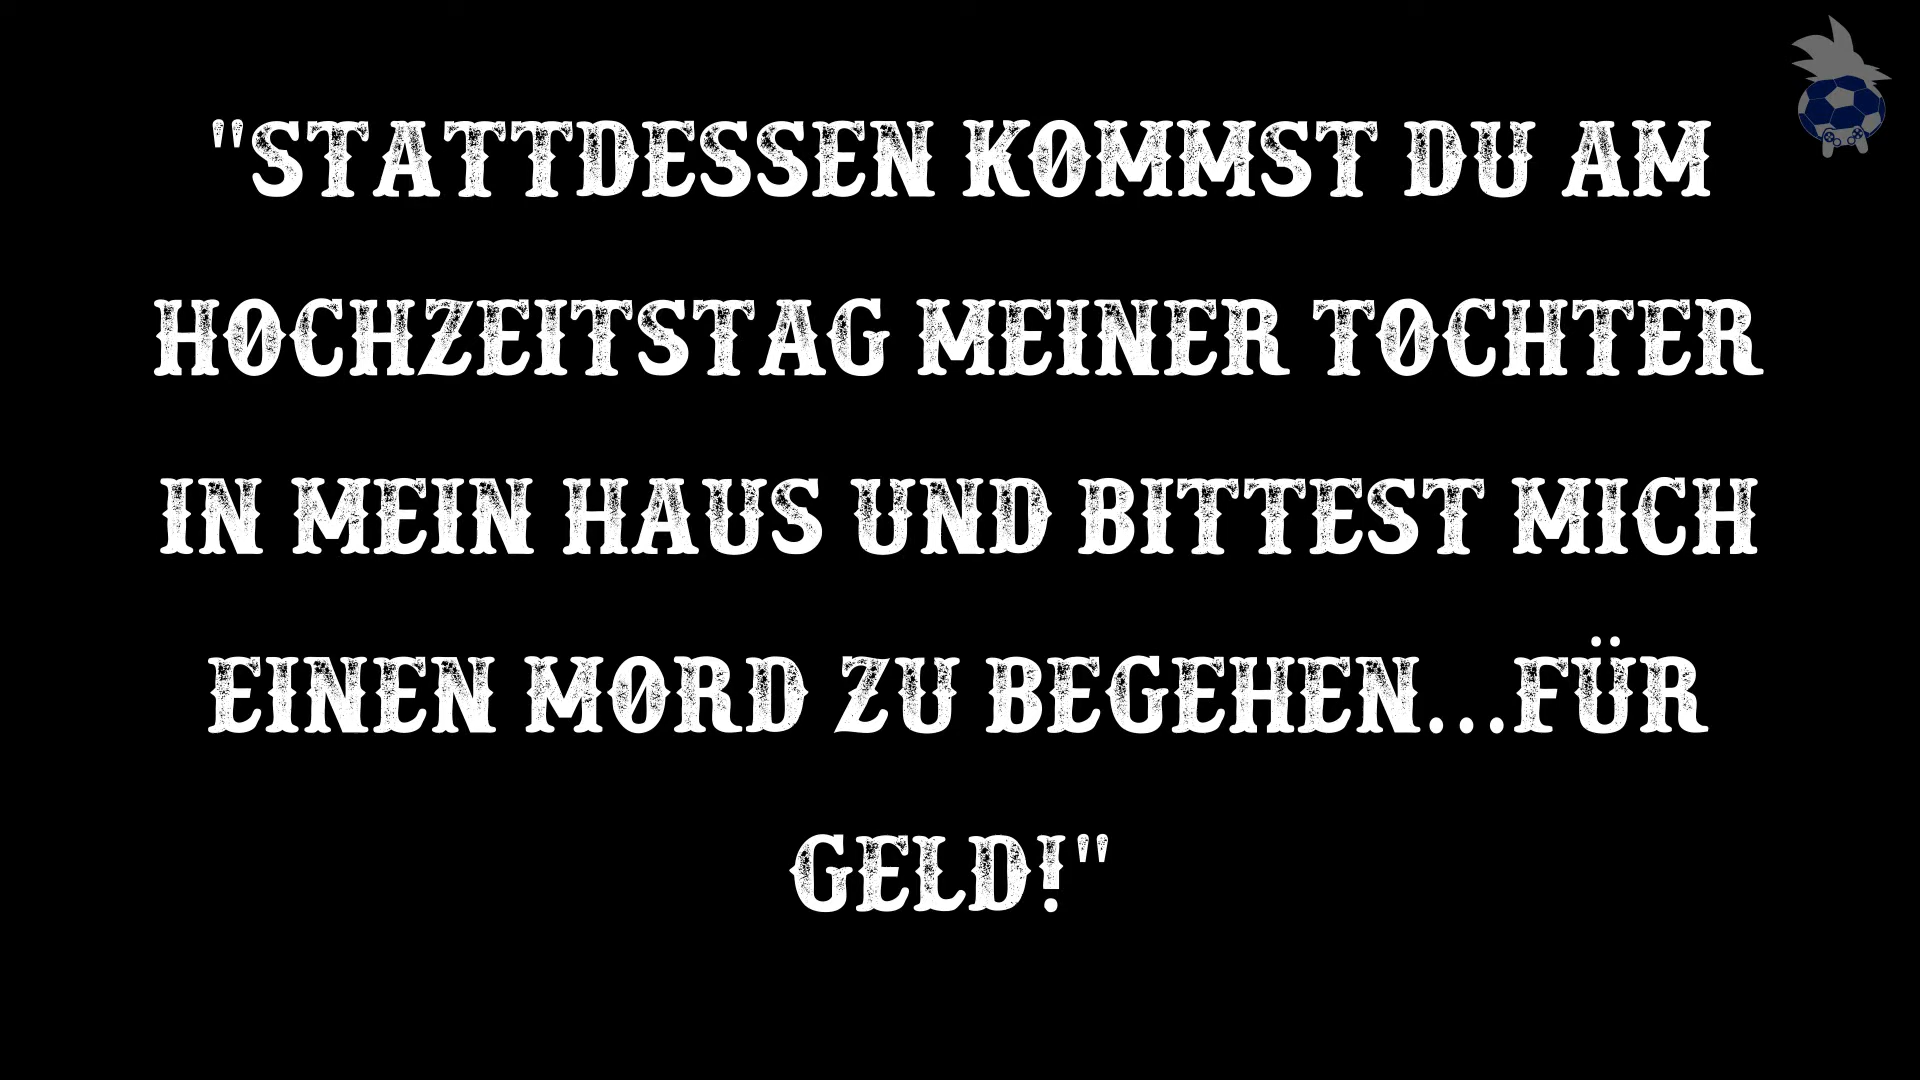 "STATTDESSEN KOMMST DU AM
HOCHZEITSTAG MEINER TOCHTER
IN MEIN HAUS UND BITTEST MICH
EINEN MORD ZU BEGEHEN...FÜR
GELD!"